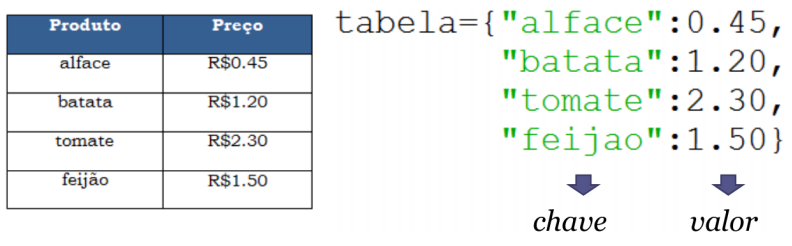 Produto Preço
alface R$0.45
batata R$1.20
tomate R$2.30
feijão R$1.50
tabela={"alface":0.45,
"batata":1.20,
"tomate":2.30,
"feijao":1.50}
chave valor